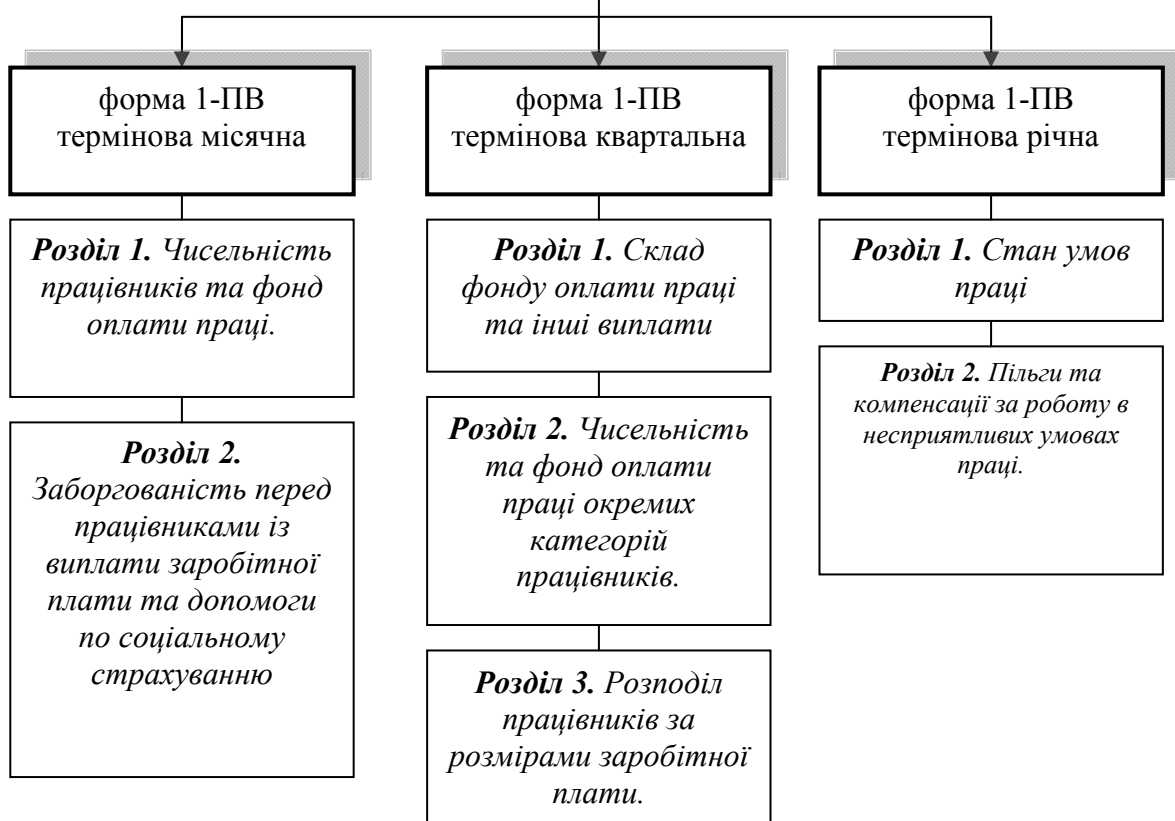 форма 1-ПВ
термінова місячна
Розділ 1. Чисельність
працівників та фонд
оплати праці.
Розділ 2.
Заборгованість перед
працівниками із
виплати заробітної
плати та допомоги
по соціальному
страхуванню
форма 1-ПВ
термінова квартальна
Розділ 1. Склад
фонду оплати праці
та інші виплати
Розділ 2. Чисельність
та фонд оплати
праці окремих
категорій
працівників.
Розділ 3. Розподіл
працівників за
розмірами заробітної
плати.
форма 1-ПВ
термінова річна
Розділ 1. Стан умов
праці
Розділ 2. Пільги та
компенсації за роботу в
несприятливих умовах
праці.